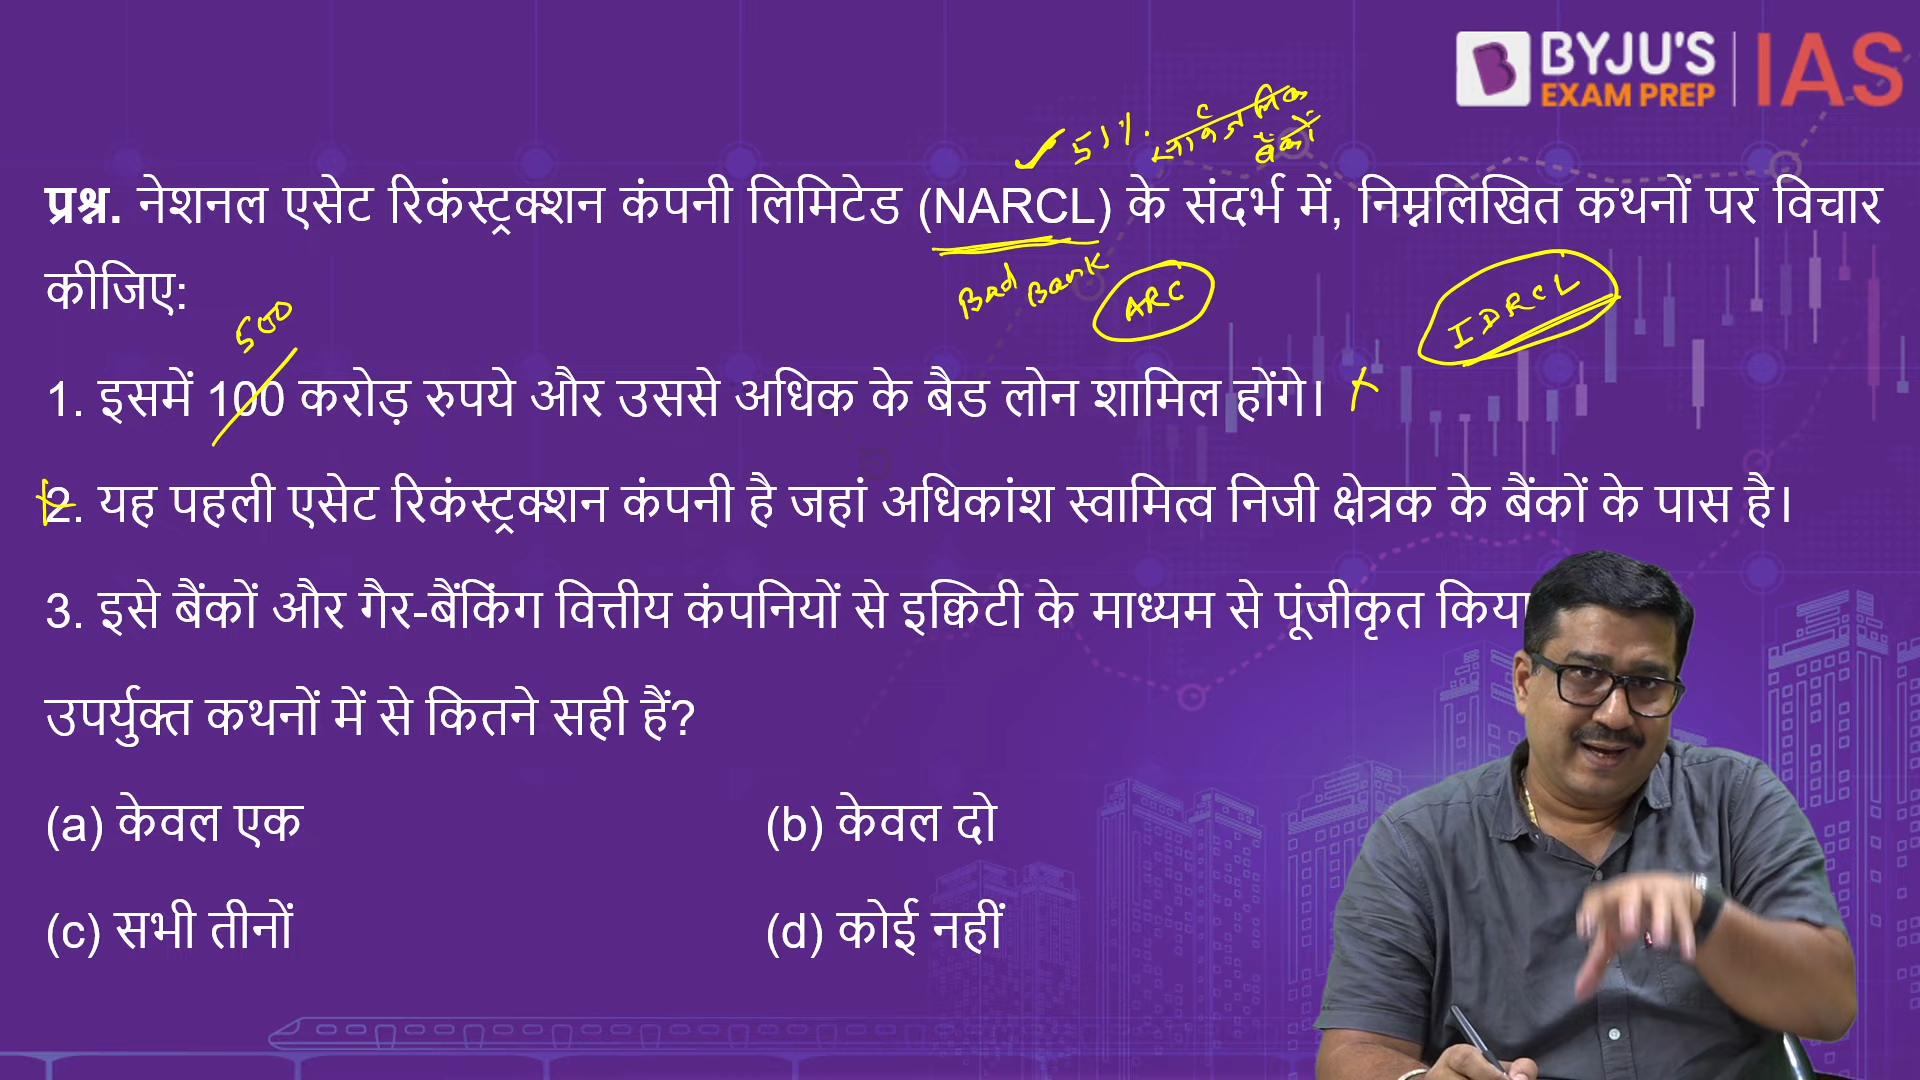 BYJU'S
EXAM PREP
IAS
51% सार्वजनिक
बैंकों
प्रश्न. नेशनल एसेट रिकंस्ट्रक्शन कंपनी लिमिटेड (NARCL) के संदर्भ में, निम्नलिखित कथनों पर विचार
कीजिए:
Bad Bank ARC
IDRCL
500
1. इसमें 100 करोड़ रुपये और उससे अधिक के बैड लोन शामिल होंगे।
2. यह पहली एसेट रिकंस्ट्रक्शन कंपनी है जहां अधिकांश स्वामित्व निजी क्षेत्रक के बैंकों के पास है।
3. इसे बैंकों और गैर-बैंकिंग वित्तीय कंपनियों से इक्विटी के माध्यम से पूंजीकृत किया
उपर्युक्त कथनों में से कितने सही हैं?
(a) केवल एक
(b) केवल दो
(c) सभी तीनों
(d) कोई नहीं